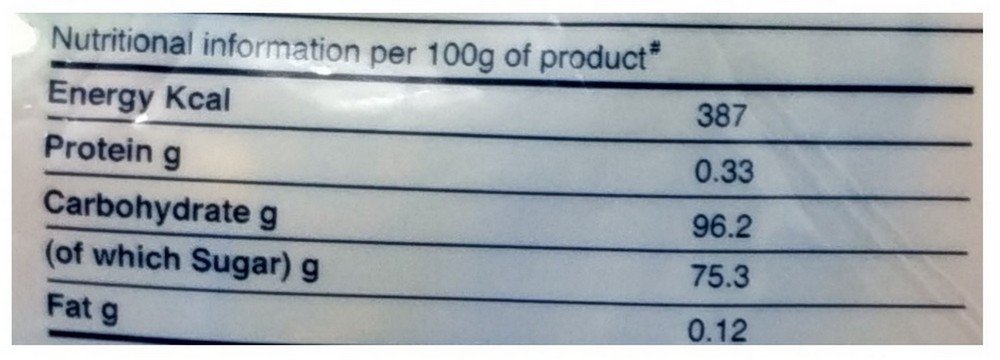 Nutritional information per 100g of product#
Energy Kcal 387
Protein g 0.33
Carbohydrate g 96.2
(of which Sugar) g 75.3
Fat g 0.12